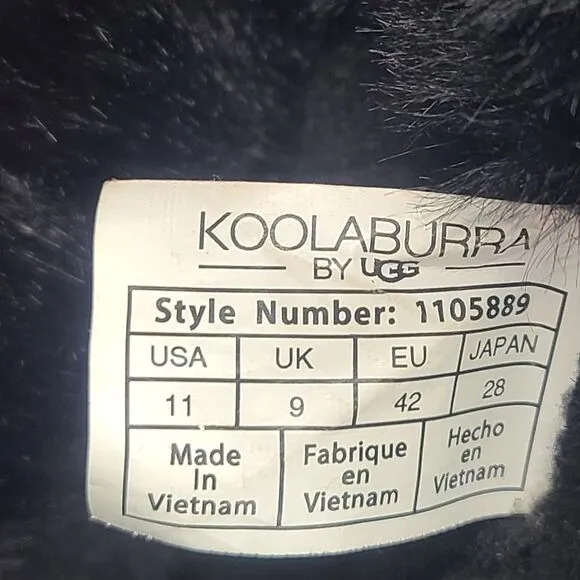 KOOLABURRA
BY UGG
Style Number: 1105889
USA UK EU JAPAN
11 9 42 28
Made In Vietnam
Fabrique en Vietnam
Hecho en Vietnam